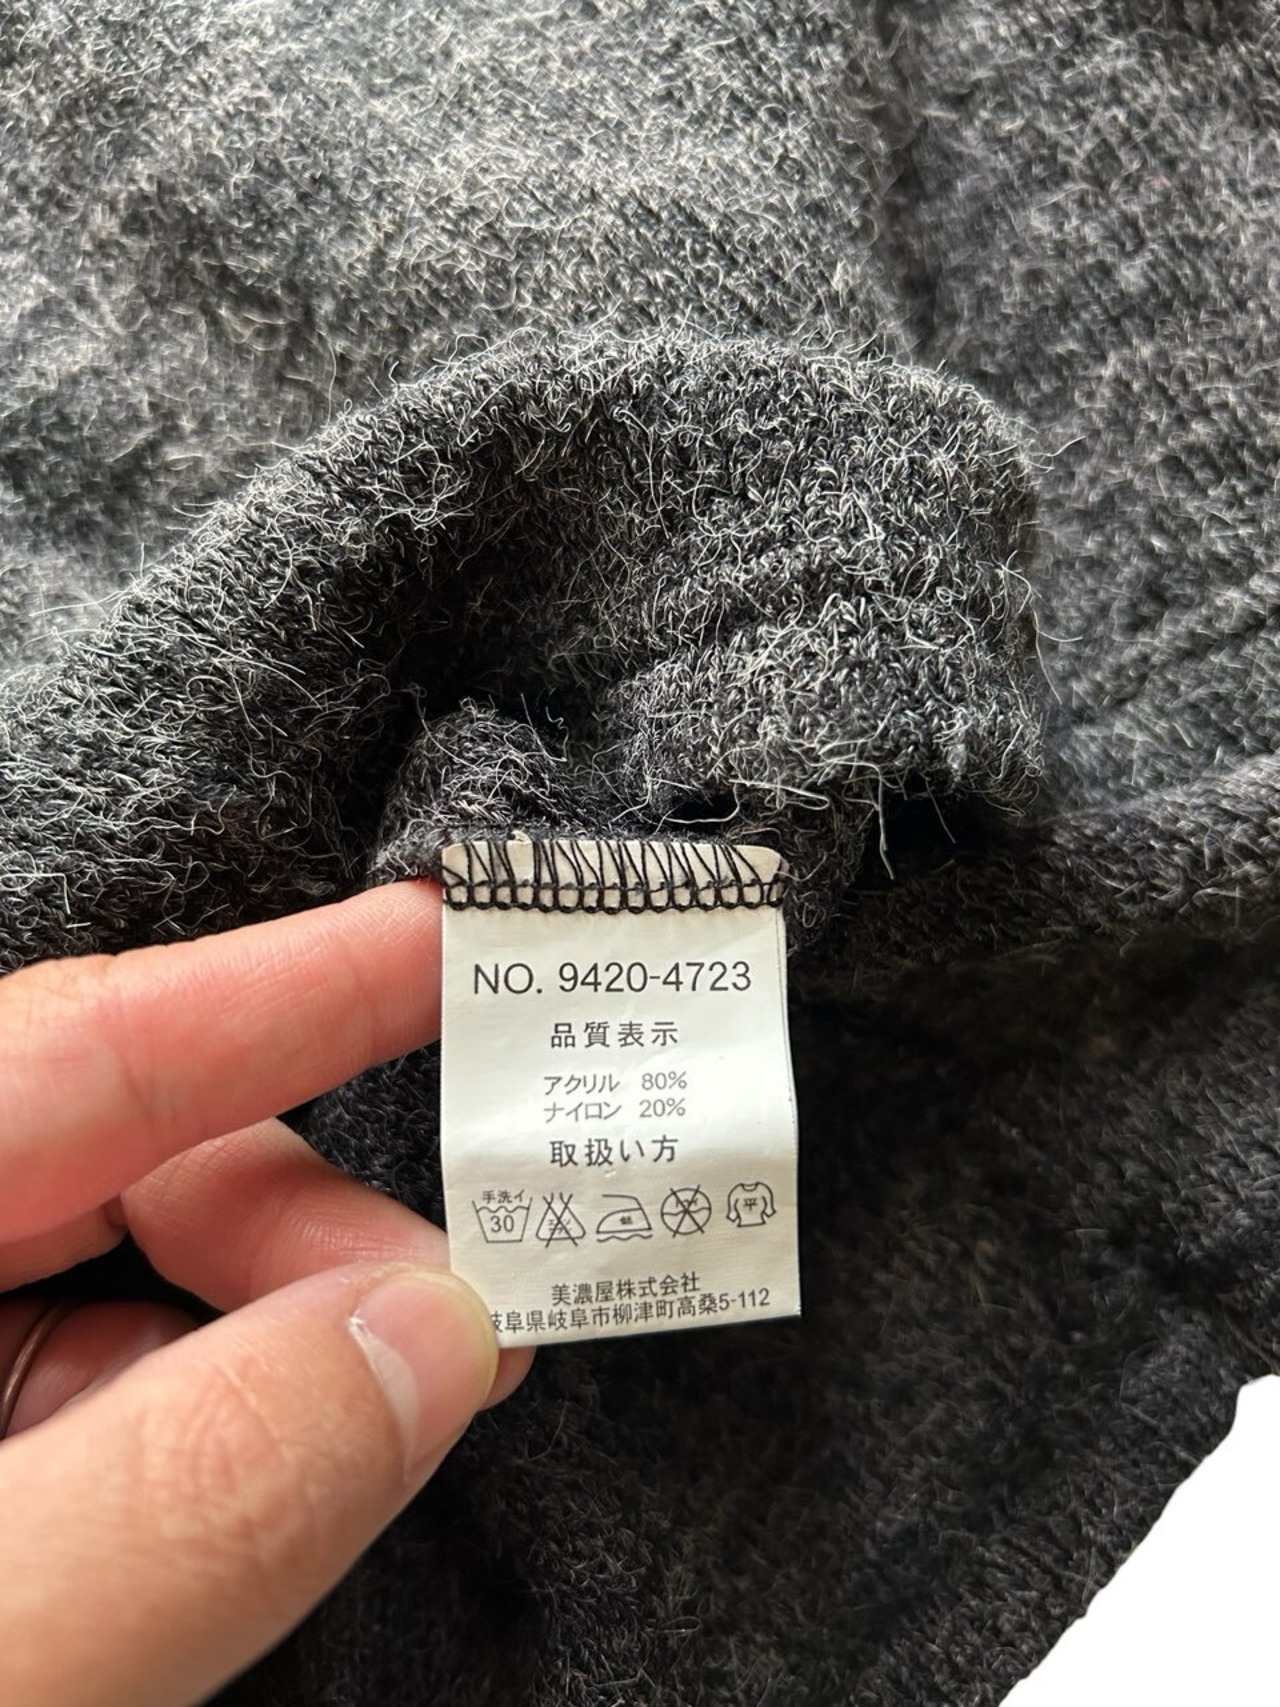 NO. 9420-4723
品質表示
アクリル 80%
ナイロン 20%
取扱い方
手洗イ
30
平
美濃屋株式会社
岐阜県岐阜市柳津町高桑5-112